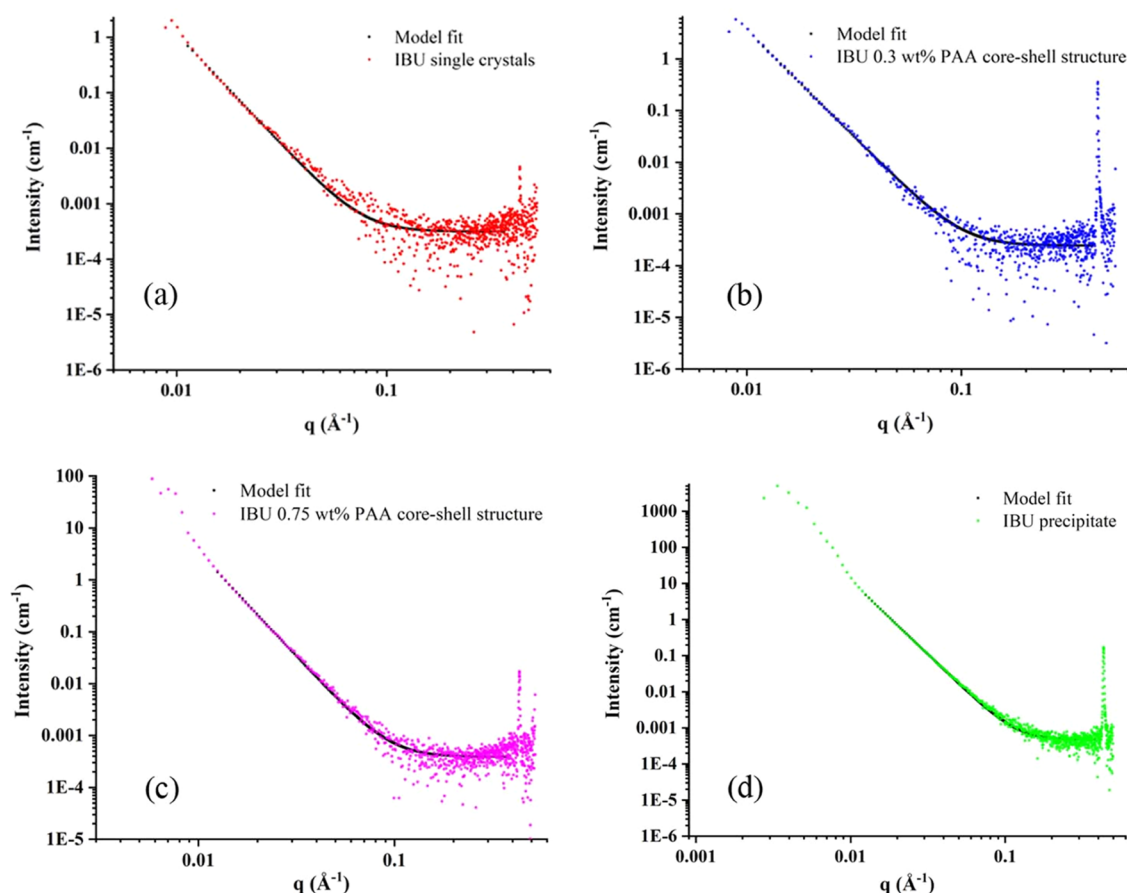 1
0.1
0.01
0.001
1E-4
1E-5
1E-6
Intensity (cm⁻¹)
Model fit
IBU single crystals
(a)
0.01
0.1
q (Å⁻¹)
1
0.1
0.01
0.001
1E-4
1E-5
1E-6
Intensity (cm⁻¹)
Model fit
IBU 0.3 wt% PAA core-shell structure
(b)
0.01
0.1
q (Å⁻¹)
100
10
1
0.1
0.01
0.001
1E-4
1E-5
Intensity (cm⁻¹)
Model fit
IBU 0.75 wt% PAA core-shell structure
(c)
0.01
0.1
q (Å⁻¹)
1000
100
10
1
0.1
0.01
0.001
1E-4
1E-5
1E-6
Intensity (cm⁻¹)
Model fit
IBU precipitate
(d)
0.001
0.01
0.1
q (Å⁻¹)